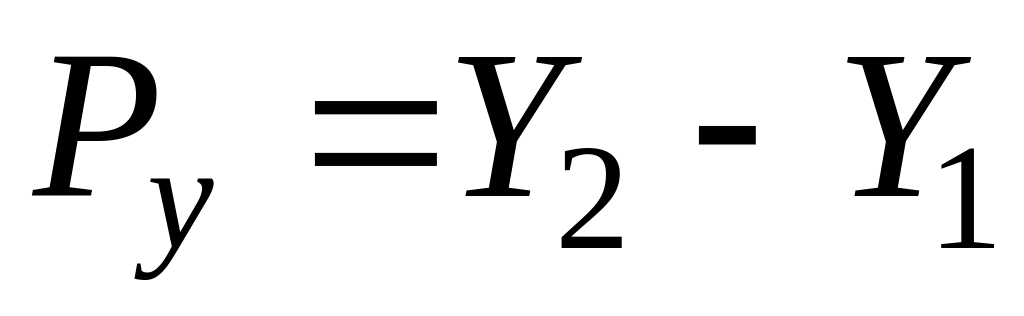 P_y = Y_2 - Y_1